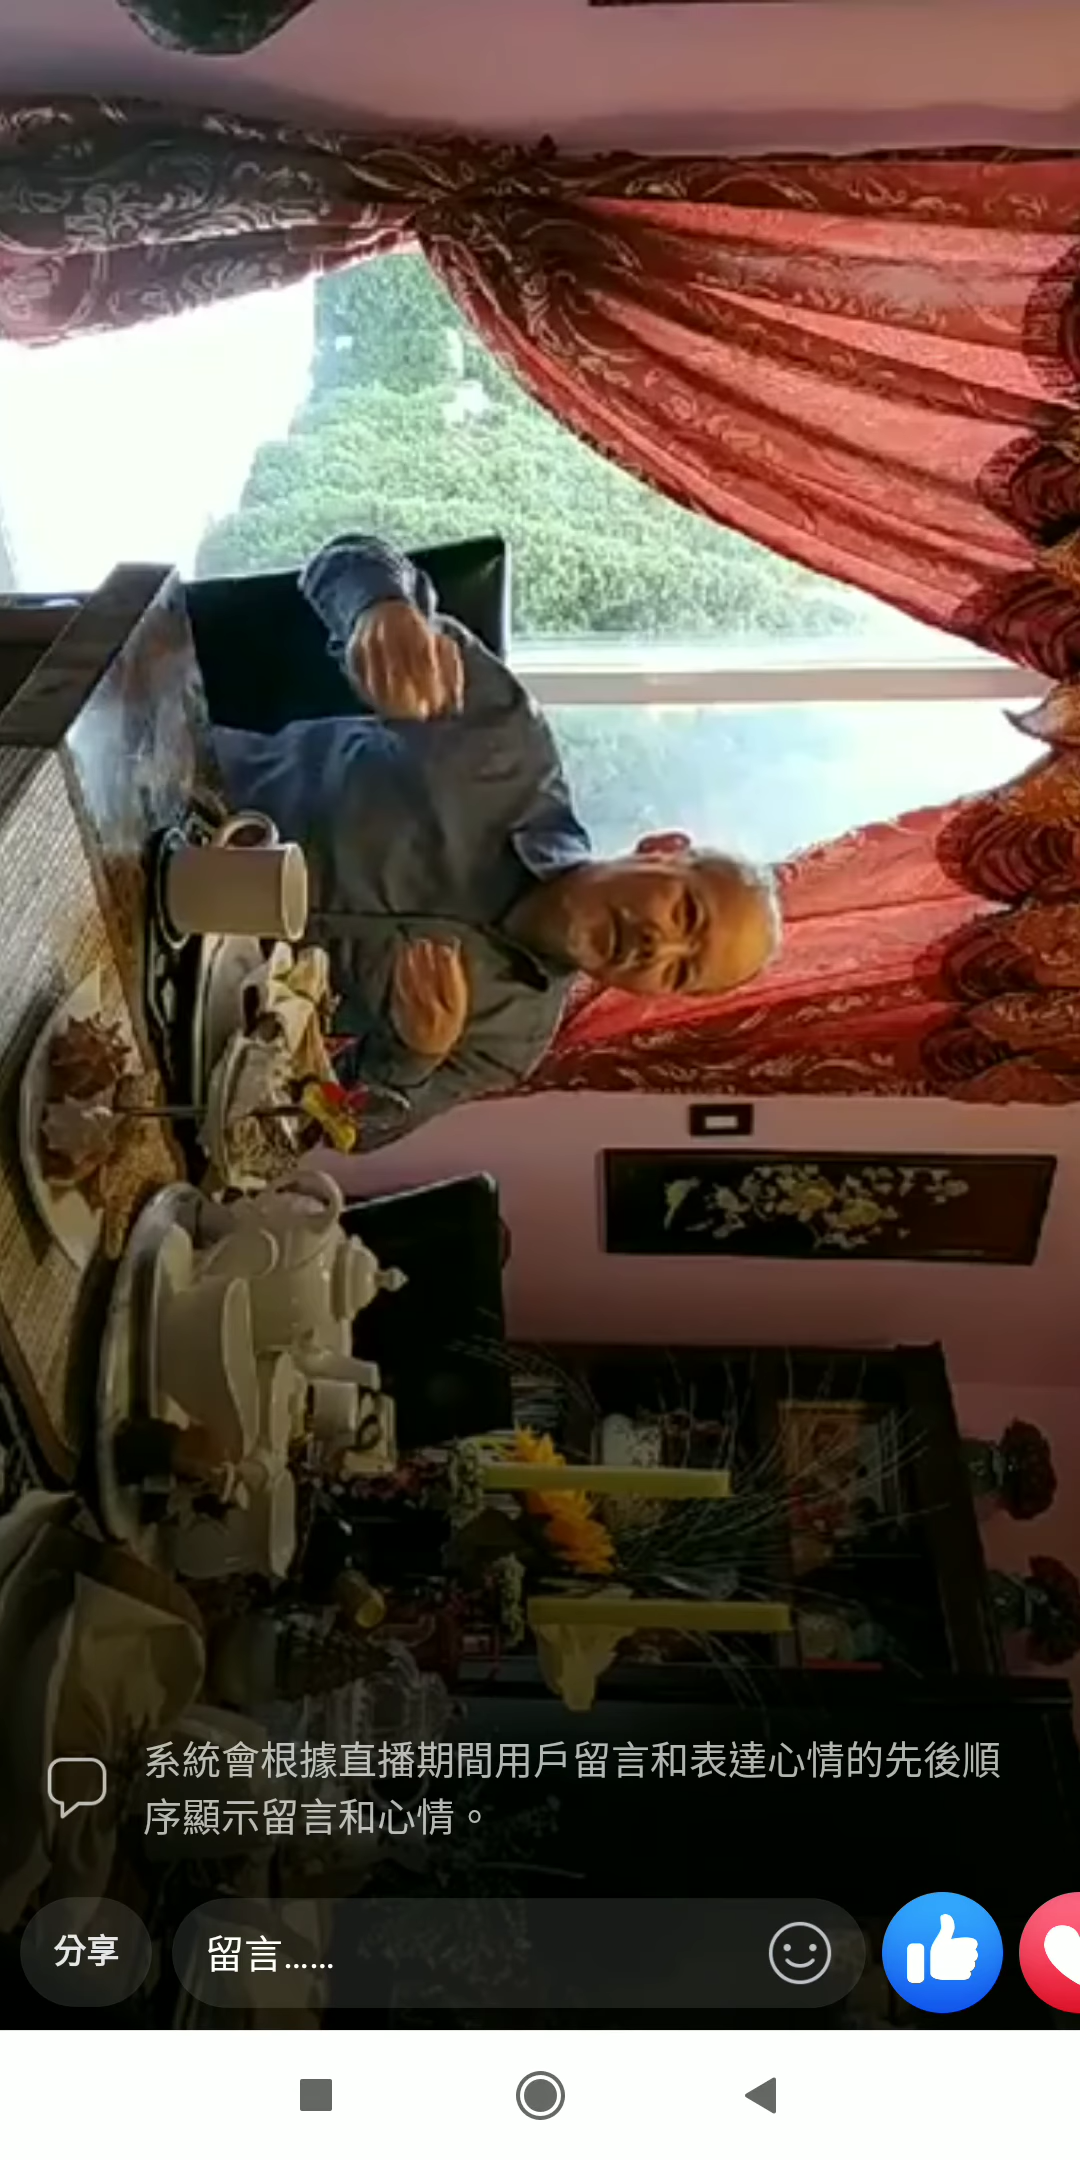 系統會根據直播期間用戶留言和表達心情的先後順
序顯示留言和心情。
分享
留言……